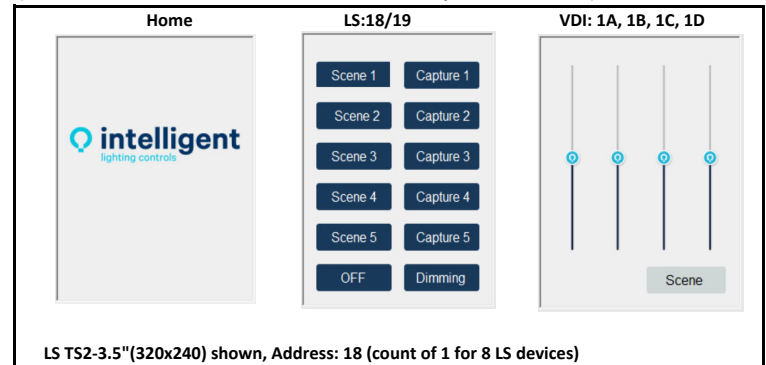 Home
LS:18/19
VDI: 1A, 1B, 1C, 1D
intelligent
lighting controls
Scene 1
Capture 1
Scene 2
Capture 2
Scene 3
Capture 3
Scene 4
Capture 4
Scene 5
Capture 5
OFF
Dimming
Scene
LS TS2-3.5"(320x240) shown, Address: 18 (count of 1 for 8 LS devices)